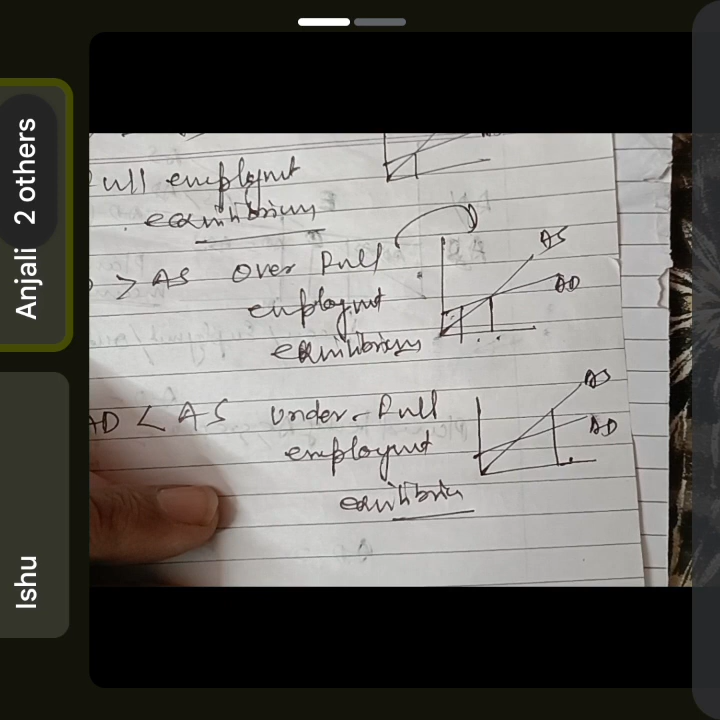 Full employmt
equilibrium
> AS over full
employmt
equilibrium
AS
AD
AD < AS under-full
employmt
equilibrium
AS
AD
Anjali 2 others
Ishu